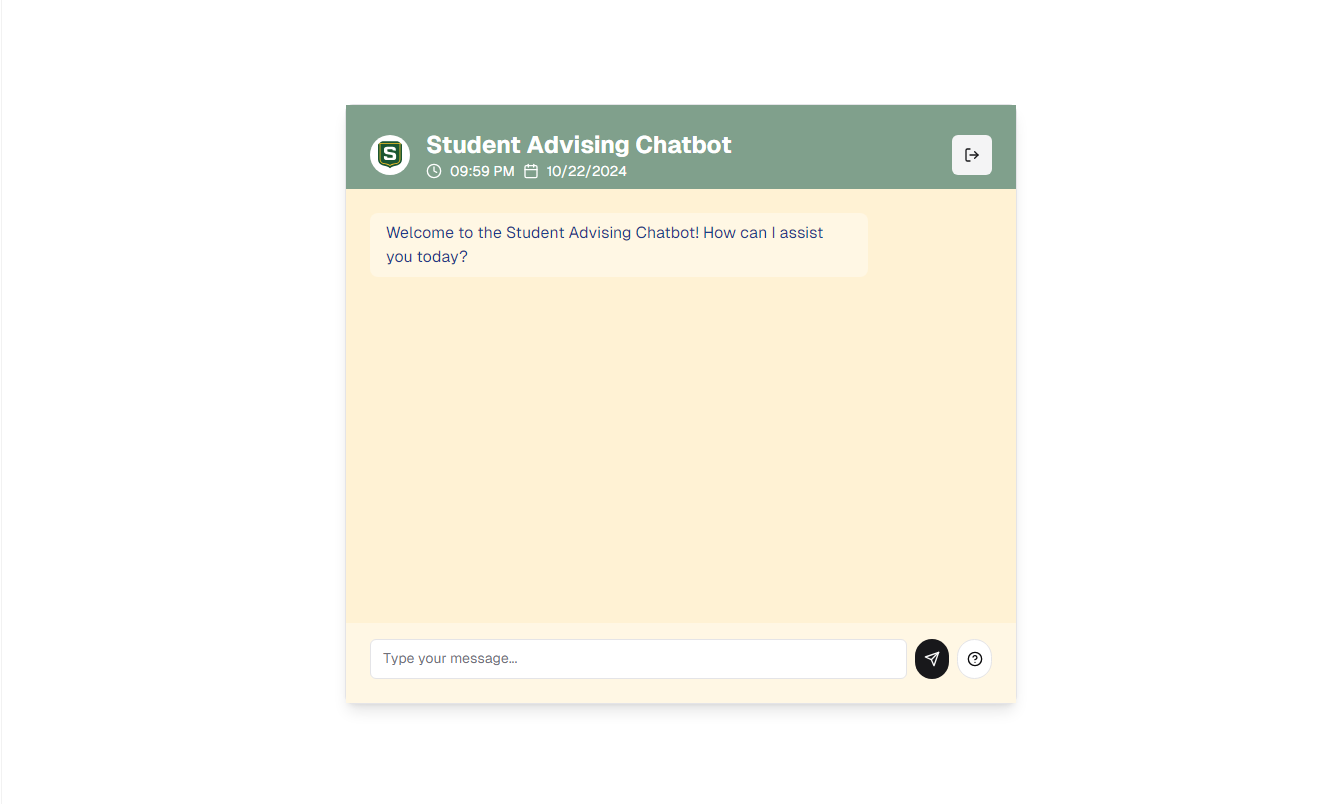 S
Student Advising Chatbot
09:59 PM 10/22/2024
Welcome to the Student Advising Chatbot! How can I assist
you today?
Type your message...